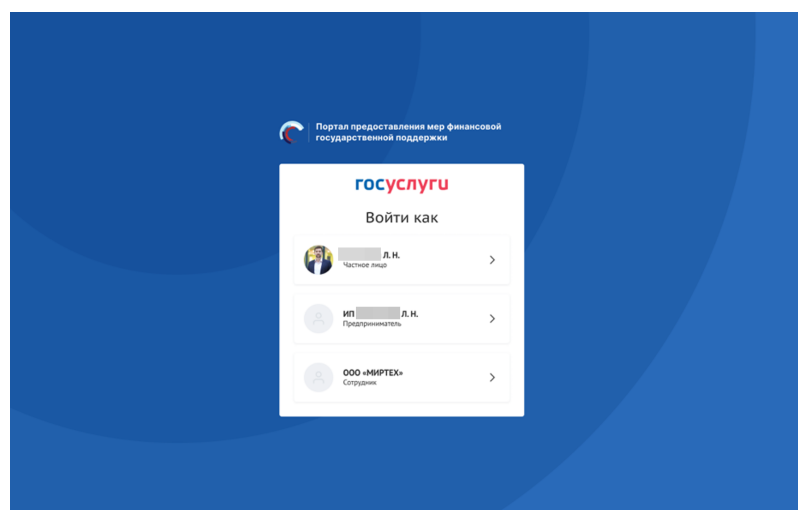 Портал предоставления мер финансовой
государственной поддержки
госуслуги
Войти как
Л. Н.
Частное лицо
ИП Л. Н.
Предприниматель
ООО «МИРТЕХ»
Сотрудник